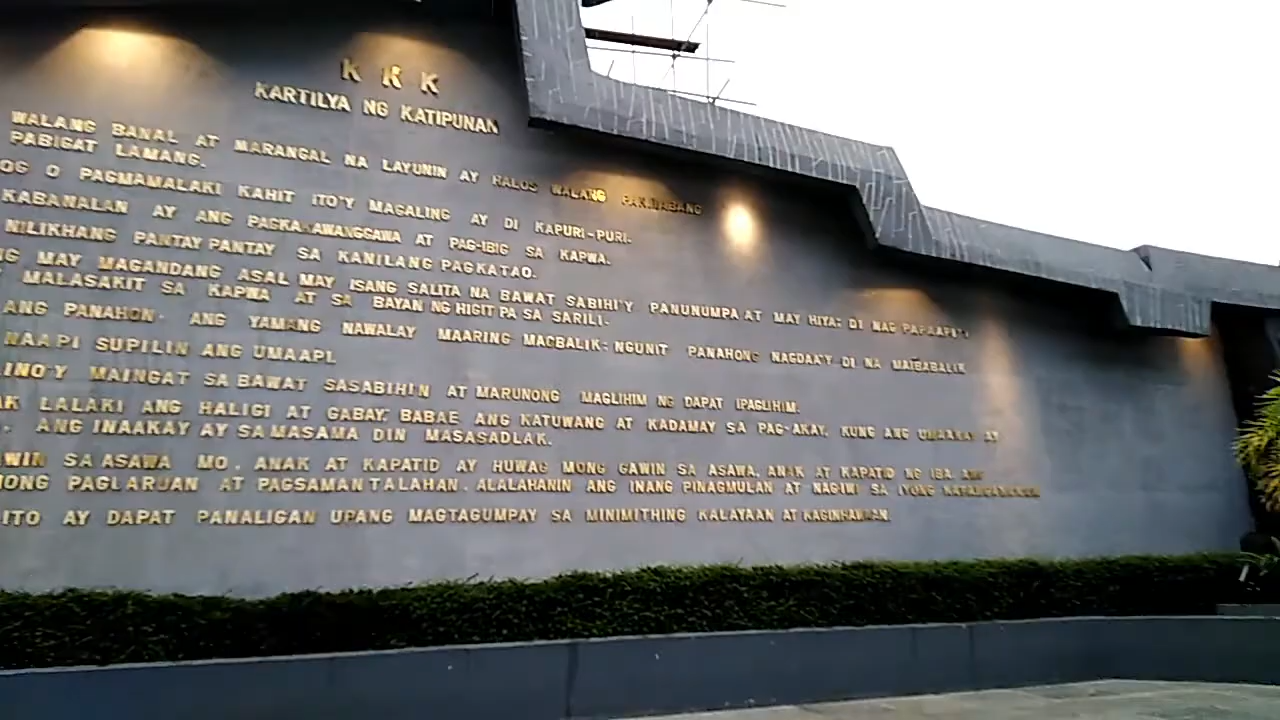 K K K
KARTILYA NG KATIPUNAN
WALANG BANAL AT MARANGAL NA LAYUNIN AY HALOS WALANG PAKINABANG
PABIGAT LAMANG.
OG O PAGMAMALAKI KAHIT ITO'Y MAGALING AY DI KAPURI-PURI.
KABANALAN AY ANG PAGKAKAWANGGAWA AT PAG-IBIG SA KAPWA.
NILIKHANG PANTAY PANTAY SA KANILANG PAGKATAO.
NG MAY MAGANDANG ASAL MAY ISANG SALITA NA BAWAT SABIHI'Y PANUNUMPA AT MAY HIYA: DI NAG PAPAAPI'T
MALASAKIT SA KAPWA AT SA BAYAN NG HIGIT PA SA SARILI.
ANG PANAHON. ANG YAMANG NAWALAY MAARING MAGBALIK; NGUNIT PANAHONG NAGDAA'Y DI NA MAIBABALIK
NAAPI SUPILIN ANG UMAAPI.
LINO'Y MAINGAT SA BAWAT SASABIHIN AT MARUNONG MAGLIHIM NG DAPAT IPAGLIHIM.
AK LALAKI ANG HALIGI AT GABAY, BABAE ANG KATUWANG AT KADAMAY SA PAG-AKAY. KUNG ANG UMAAKAY AY
. ANG INAAKAY AY SAMASAMA DIN MASASADLAK.
WIN SA ASAWA MO. ANAK AT KAPATID AY HUWAG MONG GAWIN SA ASAWA, ANAK AT KAPATID NG IBA. ANG
MONG PAGLARUAN AT PAGSAMANTALAHAN. ALALAHANIN ANG INANG PINAGMULAN AT NAGIWI SA IYONG
ITO AY DAPAT PANALIGAN UPANG MAGTAGUMPAY SA MINIMITHING KALAYAAN AT KAGINHAWAAN.